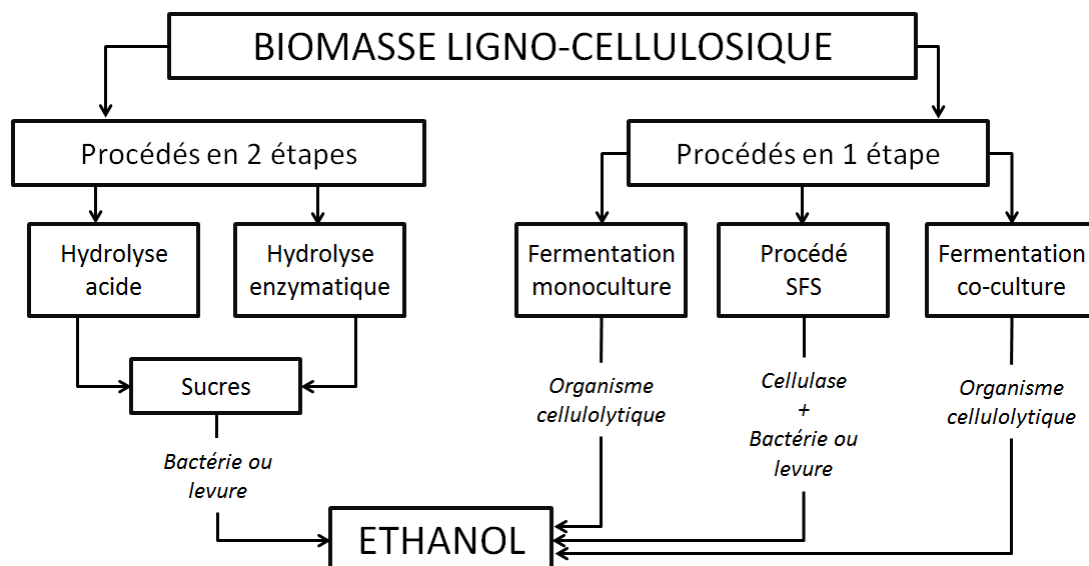 BIOMASSE LIGNO-CELLULOSIQUE
Procédés en 2 étapes
Procédés en 1 étape
Hydrolyse
acide
Hydrolyse
enzymatique
Fermentation
monoculture
Procédé
SFS
Fermentation
co-culture
Sucres
Organisme
cellulolytique
Cellulase
+
Bactérie ou
levure
Organisme
cellulolytique
Bactérie ou
levure
ETHANOL